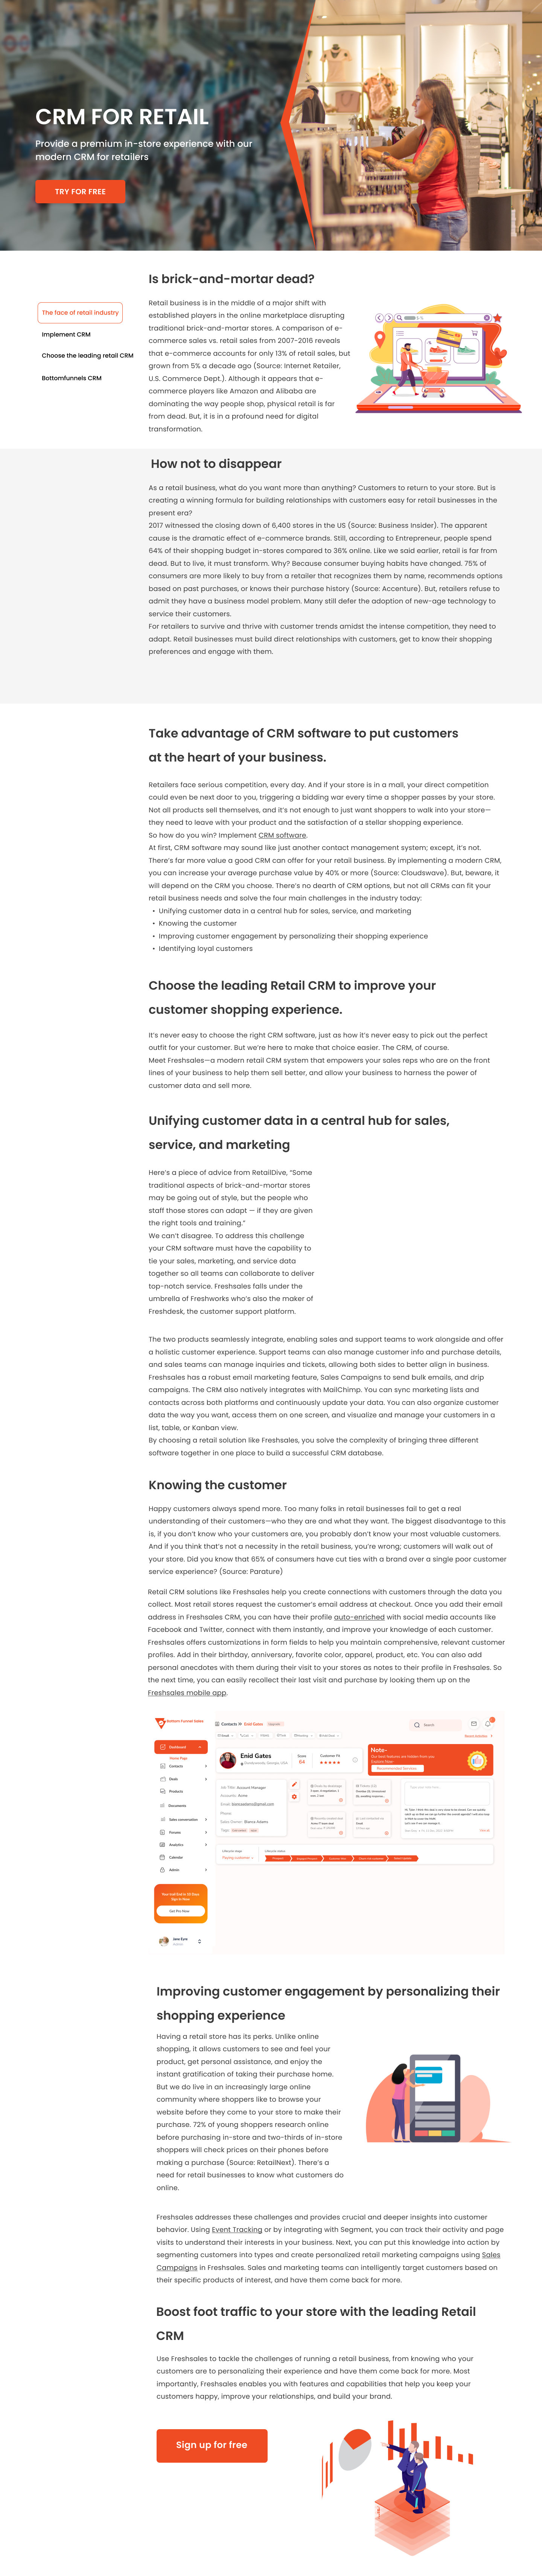 CRM FOR RETAIL
Provide a premium in-store experience with our
modern CRM for retailers
TRY FOR FREE
The face of retail industry
Implement CRM
Choose the leading retail CRM
Bottomfunnels CRM
Is brick-and-mortar dead?
Retail business is in the middle of a major shift with
established players in the online marketplace disrupting
traditional brick-and-mortar stores. A comparison of e-
commerce sales vs. retail sales from 2007-2016 reveals
that e-commerce accounts for only 13% of retail sales, but
grown from 5% a decade ago (Source: Internet Retailer,
U.S. Commerce Dept.). Although it appears that e-
commerce players like Amazon and Alibaba are
dominating the way people shop, physical retail is far
from dead. But, it is in a profound need for digital
transformation.
How not to disappear
As a retail business, what do you want more than anything? Customers to return to your store. But is
creating a winning formula for building relationships with customers easy for retail businesses in the
present era?
2017 witnessed the closing down of 6,400 stores in the US (Source: Business Insider). The apparent
cause is the dramatic effect of e-commerce brands. Still, according to Entrepreneur, people spend
64% of their shopping budget in-stores compared to 36% online. Like we said earlier, retail is far from
dead. But to live, it must transform. Why? Because consumer buying habits have changed. 75% of
consumers are more likely to buy from a retailer that recognizes them by name, recommends options
based on past purchases, or knows their purchase history (Source: Accenture). But, retailers refuse to
admit they have a business model problem. Many still defer the adoption of new-age technology to
service their customers.
For retailers to survive and thrive with customer trends amidst the intense competition, they need to
adapt. Retail businesses must build direct relationships with customers, get to know their shopping
preferences and engage with them.
Take advantage of CRM software to put customers
at the heart of your business.
Retailers face serious competition, every day. And if your store is in a mall, your direct competition
could even be next door to you, triggering a bidding war every time a shopper passes by your store.
Not all products sell themselves, and it's not enough to just want shoppers to walk into your store—
they need to leave with your product and the satisfaction of a stellar shopping experience.
So how do you win? Implement CRM software.
At first, CRM software may sound like just another contact management system; except, it's not.
There's far more value a good CRM can offer for your retail business. By implementing a modern CRM,
you can increase your average purchase value by 40% or more (Source: Cloudswave). But, beware, it
will depend on the CRM you choose. There's no dearth of CRM options, but not all CRMs can fit your
retail business needs and solve the four main challenges in the industry today:
• Unifying customer data in a central hub for sales, service, and marketing
• Knowing the customer
• Improving customer engagement by personalizing their shopping experience
• Identifying loyal customers
Choose the leading Retail CRM to improve your
customer shopping experience.
It's never easy to choose the right CRM software, just as how it's never easy to pick out the perfect
outfit for your customer. But we're here to make that choice easier. The CRM, of course.
Meet Freshsales—a modern retail CRM system that empowers your sales reps who are on the front
lines of your business to help them sell better, and allow your business to harness the power of
customer data and sell more.
Unifying customer data in a central hub for sales,
service, and marketing
Here's a piece of advice from RetailDive, "Some
traditional aspects of brick-and-mortar stores
may be going out of style, but the people who
staff those stores can adapt — if they are given
the right tools and training."
We can't disagree. To address this challenge
your CRM software must have the capability to
tie your sales, marketing, and service data
together so all teams can collaborate to deliver
top-notch service. Freshsales falls under the
umbrella of Freshworks who's also the maker of
Freshdesk, the customer support platform.
The two products seamlessly integrate, enabling sales and support teams to work alongside and offer
a holistic customer experience. Support teams can also manage customer info and purchase details,
and sales teams can manage inquiries and tickets, allowing both sides to better align in business.
Freshsales has a robust email marketing feature, Sales Campaigns to send bulk emails, and drip
campaigns. The CRM also natively integrates with MailChimp. You can sync marketing lists and
contacts across both platforms and continuously update your data. You can also organize customer
data the way you want, access them on one screen, and visualize and manage your customers in a
list, table, or Kanban view.
By choosing a retail solution like Freshsales, you solve the complexity of bringing three different
software together in one place to build a successful CRM database.
Knowing the customer
Happy customers always spend more. Too many folks in retail businesses fail to get a real
understanding of their customers—who they are and what they want. The biggest disadvantage to this
is, if you don't know who your customers are, you probably don't know your most valuable customers.
And if you think that's not a necessity in the retail business, you're wrong; customers will walk out of
your store. Did you know that 65% of consumers have cut ties with a brand over a single poor customer
service experience? (Source: Parature)
Retail CRM solutions like Freshsales help you create connections with customers through the data you
collect. Most retail stores request the customer's email address at checkout. Once you add their email
address in Freshsales CRM, you can have their profile auto-enriched with social media accounts like
Facebook and Twitter, connect with them instantly, and improve your knowledge of each customer.
Freshsales offers customizations in form fields to help you maintain comprehensive, relevant customer
profiles. Add in their birthday, anniversary, favorite color, apparel, product, etc. You can also add
personal anecdotes with them during their visit to your stores as notes to their profile in Freshsales. So
the next time, you can easily recollect their last visit and purchase by looking them up on the
Freshsales mobile app.
Bottom Funnel Sales
Contacts
Enid Gates
Search
Dashboard
Home Page
Contacts
Deals
Products
Documents
Sales conversation
Forums
Analytics
Calendar
Admin
Get Pro Now
Jane Eyre
Enid Gates
Score
Customer Fit
Note-
Job Title: Account Manager
Accounts: Acme
Phone:
Sales Owner: Bianca Adams
Lifecycle stage
Paying customer
Lifecycle status
Improving customer engagement by personalizing their
shopping experience
Having a retail store has its perks. Unlike online
shopping, it allows customers to see and feel your
product, get personal assistance, and enjoy the
instant gratification of taking their purchase home.
But we do live in an increasingly large online
community where shoppers like to browse your
website before they come to your store to make their
purchase. 72% of young shoppers research online
before purchasing in-store and two-thirds of in-store
shoppers will check prices on their phones before
making a purchase (Source: RetailNext). There's a
need for retail businesses to know what customers do
online.
Freshsales addresses these challenges and provides crucial and deeper insights into customer
behavior. Using Event Tracking or by integrating with Segment, you can track their activity and page
visits to understand their interests in your business. Next, you can put this knowledge into action by
segmenting customers into types and create personalized retail marketing campaigns using Sales
Campaigns in Freshsales. Sales and marketing teams can intelligently target customers based on
their specific products of interest, and have them come back for more.
Boost foot traffic to your store with the leading Retail
CRM
Use Freshsales to tackle the challenges of running a retail business, from knowing who your
customers are to personalizing their experience and have them come back for more. Most
importantly, Freshsales enables you with features and capabilities that help you keep your
customers happy, improve your relationships, and build your brand.
Sign up for free